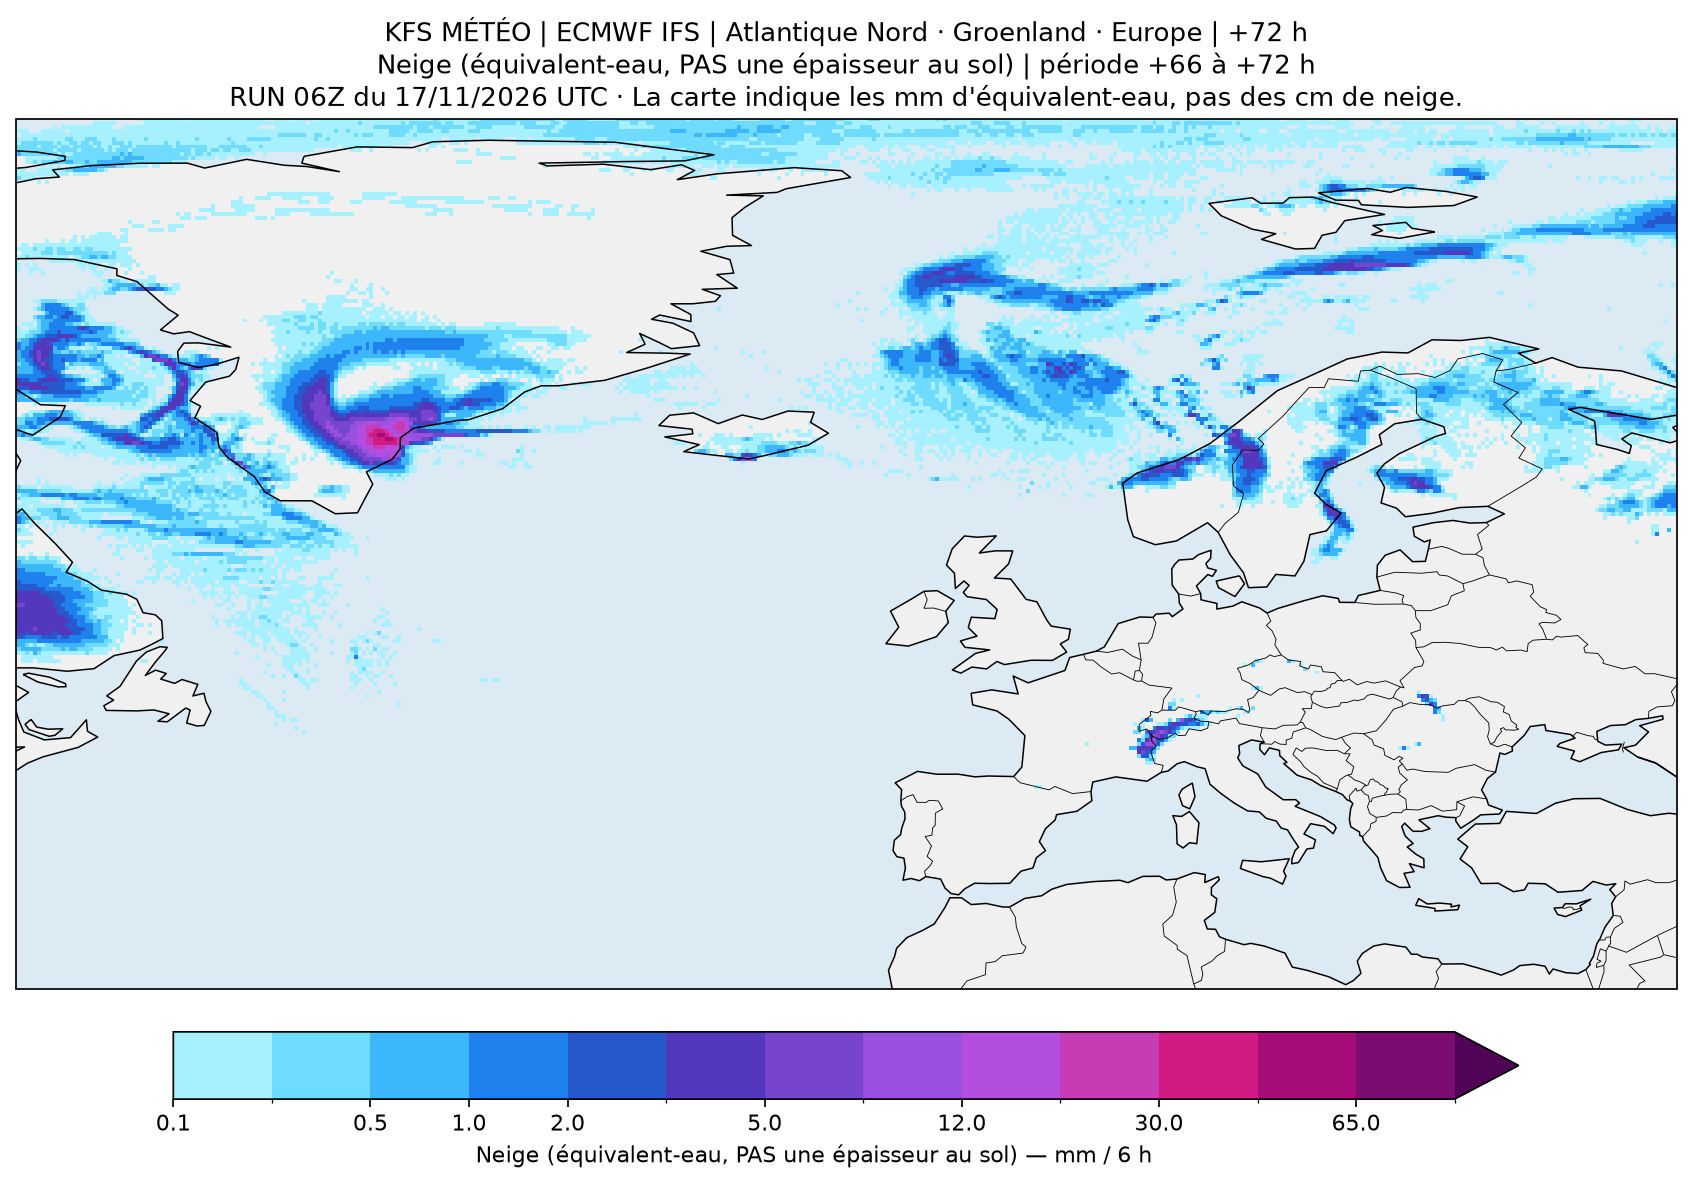 KFS MÉTÉO | ECMWF IFS | Atlantique Nord · Groenland · Europe | +72 h
Neige (équivalent-eau, PAS une épaisseur au sol) | période +66 à +72 h
RUN 06Z du 17/11/2026 UTC · La carte indique les mm d'équivalent-eau, pas des cm de neige.
0.1 0.5 1.0 2.0 5.0 12.0 30.0 65.0
Neige (équivalent-eau, PAS une épaisseur au sol) — mm / 6 h